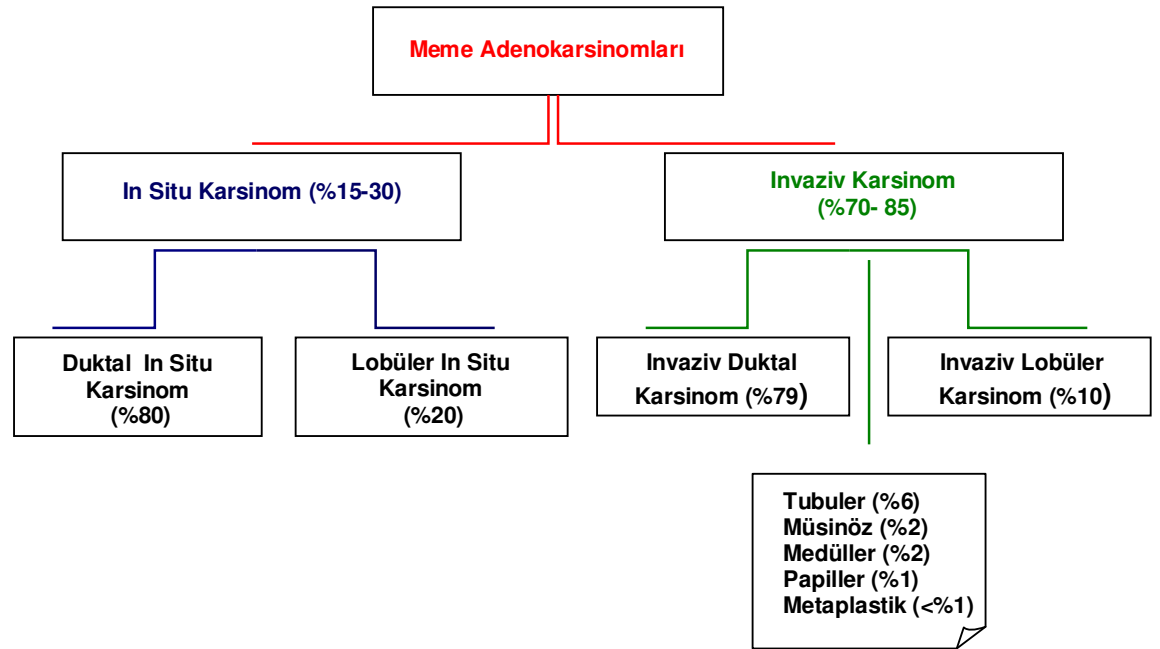 Meme Adenokarsinomları
In Situ Karsinom (%15-30)
Invaziv Karsinom
(%70- 85)
Duktal In Situ
Karsinom
(%80)
Lobüler In Situ
Karsinom
(%20)
Invaziv Duktal
Karsinom (%79)
Invaziv Lobüler
Karsinom (%10)
Tubuler (%6)
Müsinöz (%2)
Medüller (%2)
Papiller (%1)
Metaplastik (<%1)